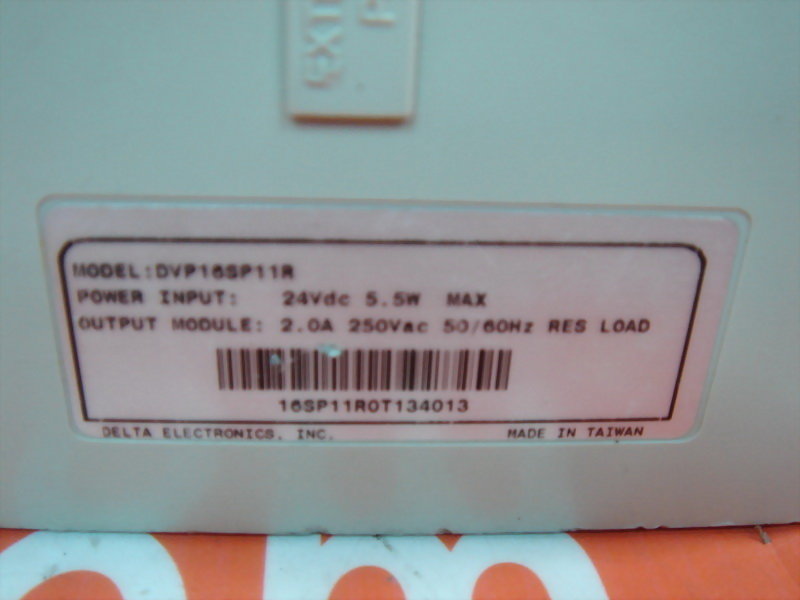 MODEL:DVP16SP11R
POWER INPUT: 24Vdc 5.5W MAX
OUTPUT MODULE: 2.0A 250Vac 50/60Hz RES LOAD
16SP11R0T134013
DELTA ELECTRONICS, INC. MADE IN TAIWAN